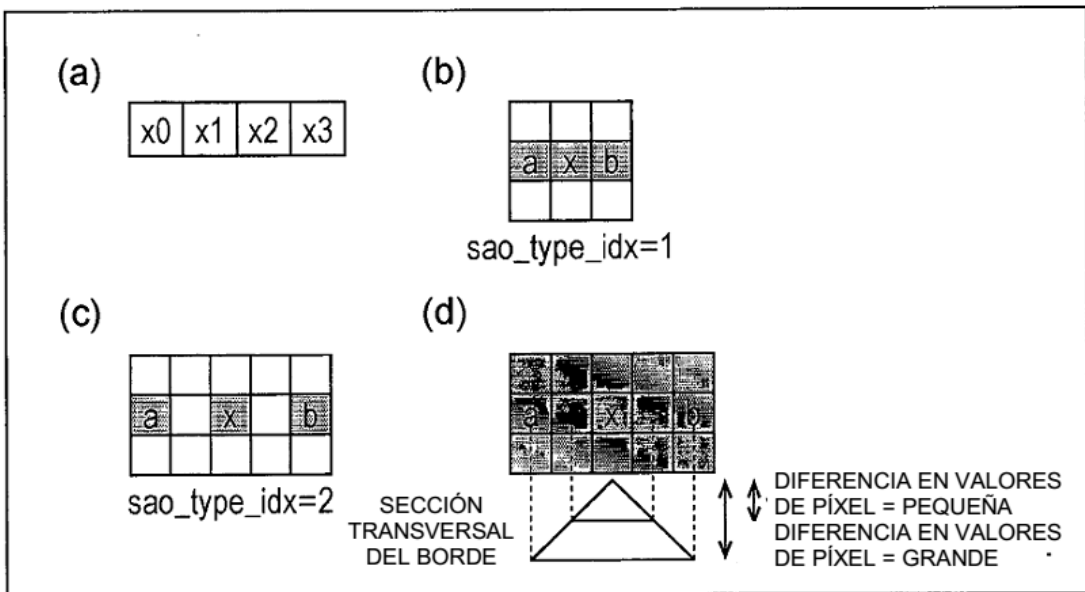 (a)
x0 x1 x2 x3
(b)
a x b
sao_type_idx=1
(c)
a x b
sao_type_idx=2
(d)
a x b
SECCIÓN
TRANSVERSAL
DEL BORDE
DIFERENCIA EN VALORES
DE PÍXEL = PEQUEÑA
DIFERENCIA EN VALORES
DE PÍXEL = GRANDE